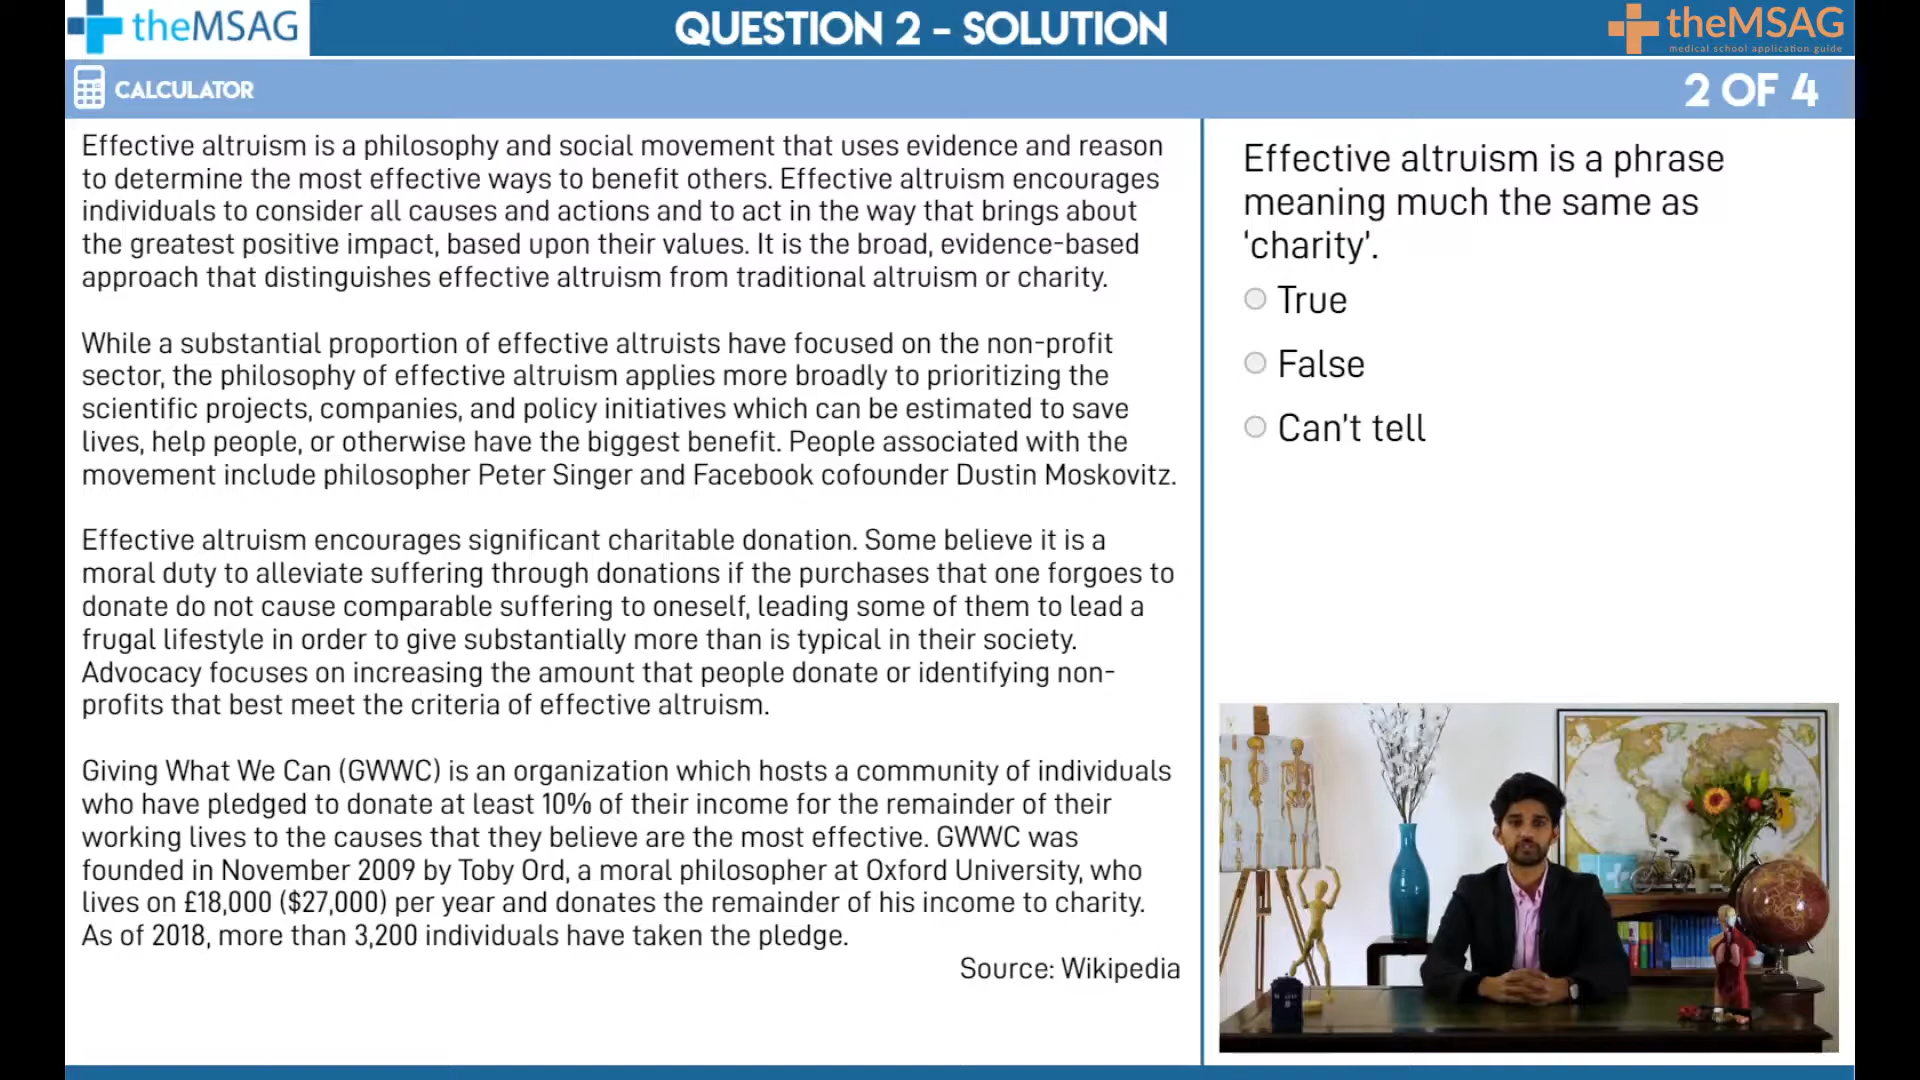 theMSAG
QUESTION 2 – SOLUTION
theMSAG
medical school application guide
CALCULATOR
2 OF 4
Effective altruism is a philosophy and social movement that uses evidence and reason
to determine the most effective ways to benefit others. Effective altruism encourages
individuals to consider all causes and actions and to act in the way that brings about
the greatest positive impact, based upon their values. It is the broad, evidence-based
approach that distinguishes effective altruism from traditional altruism or charity.
While a substantial proportion of effective altruists have focused on the non-profit
sector, the philosophy of effective altruism applies more broadly to prioritizing the
scientific projects, companies, and policy initiatives which can be estimated to save
lives, help people, or otherwise have the biggest benefit. People associated with the
movement include philosopher Peter Singer and Facebook cofounder Dustin Moskovitz.
Effective altruism encourages significant charitable donation. Some believe it is a
moral duty to alleviate suffering through donations if the purchases that one forgoes to
donate do not cause comparable suffering to oneself, leading some of them to lead a
frugal lifestyle in order to give substantially more than is typical in their society.
Advocacy focuses on increasing the amount that people donate or identifying non-
profits that best meet the criteria of effective altruism.
Giving What We Can (GWWC) is an organization which hosts a community of individuals
who have pledged to donate at least 10% of their income for the remainder of their
working lives to the causes that they believe are the most effective. GWWC was
founded in November 2009 by Toby Ord, a moral philosopher at Oxford University, who
lives on £18,000 ($27,000) per year and donates the remainder of his income to charity.
As of 2018, more than 3,200 individuals have taken the pledge.
Source: Wikipedia
Effective altruism is a phrase
meaning much the same as
‘charity’.
True
False
Can't tell